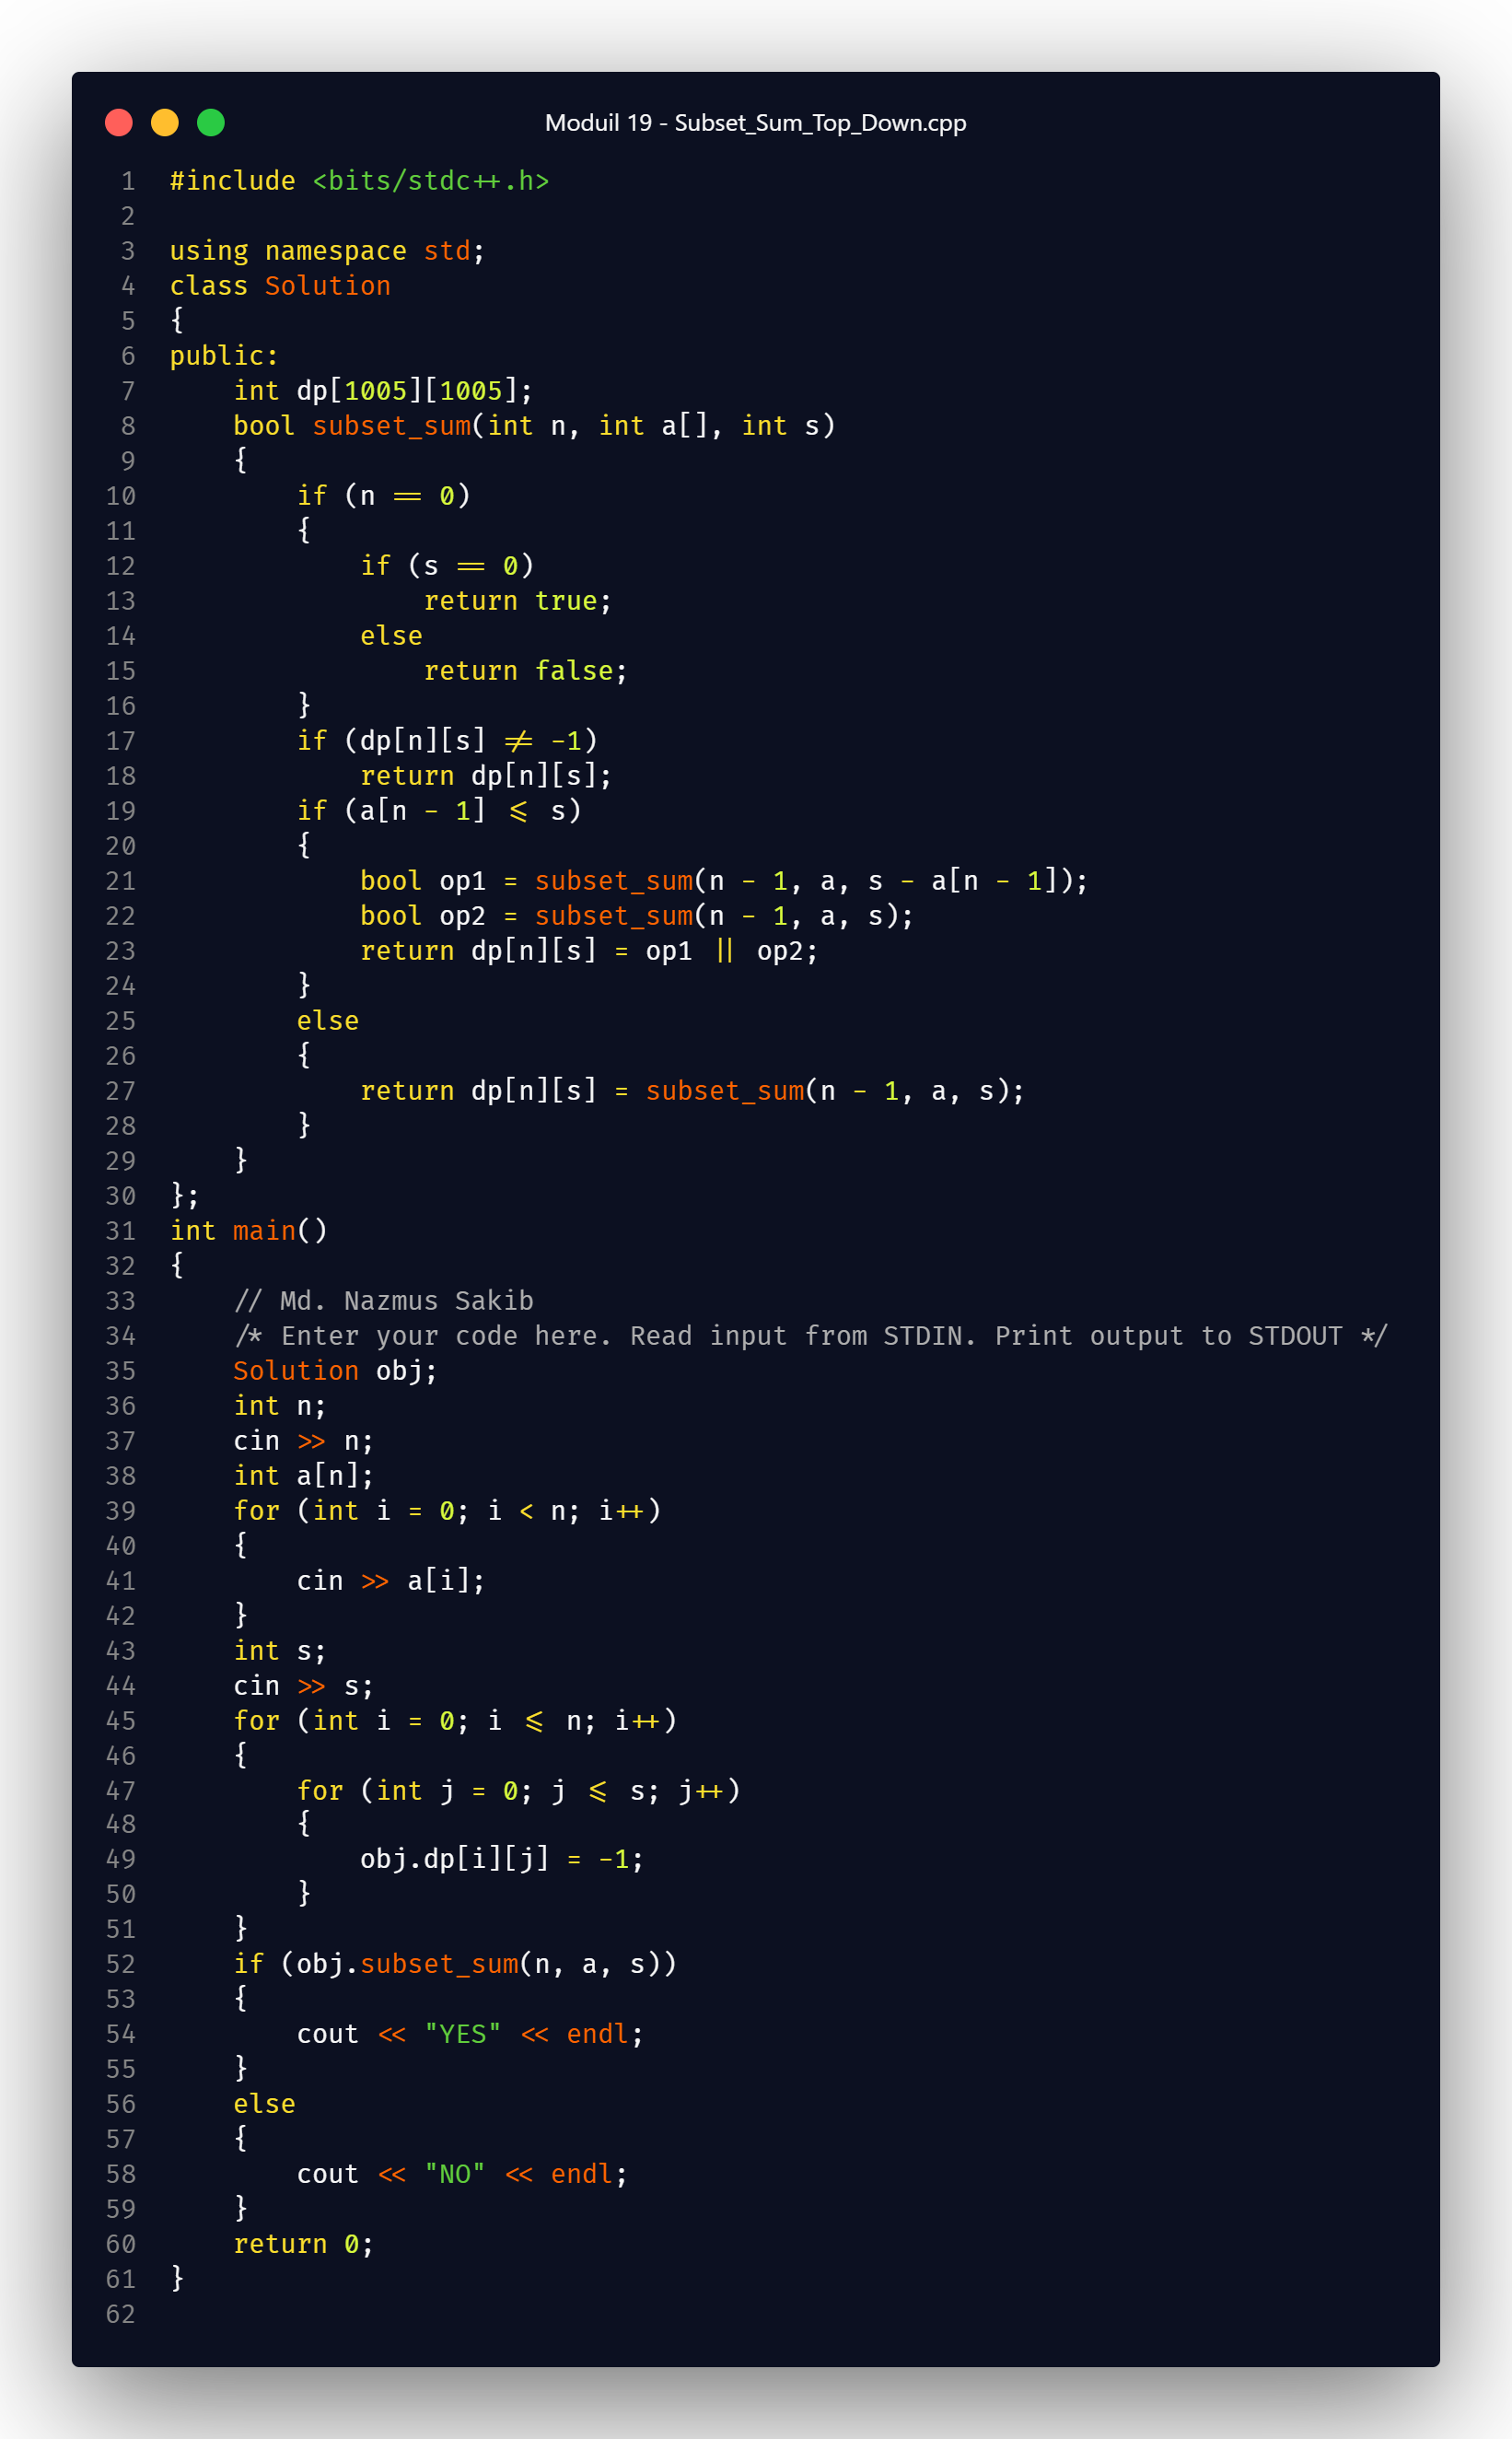 Moduil 19 - Subset_Sum_Top_Down.cpp
1 #include <bits/stdc++.h>
2
3 using namespace std;
4 class Solution
5 {
6 public:
7     int dp[1005][1005];
8     bool subset_sum(int n, int a[], int s)
9     {
10         if (n == 0)
11         {
12             if (s == 0)
13                 return true;
14             else
15                 return false;
16         }
17         if (dp[n][s] != -1)
18             return dp[n][s];
19         if (a[n - 1] <= s)
20         {
21             bool op1 = subset_sum(n - 1, a, s - a[n - 1]);
22             bool op2 = subset_sum(n - 1, a, s);
23             return dp[n][s] = op1 || op2;
24         }
25         else
26         {
27             return dp[n][s] = subset_sum(n - 1, a, s);
28         }
29     }
30 };
31 int main()
32 {
33     // Md. Nazmus Sakib
34     /* Enter your code here. Read input from STDIN. Print output to STDOUT */
35     Solution obj;
36     int n;
37     cin >> n;
38     int a[n];
39     for (int i = 0; i < n; i++)
40     {
41         cin >> a[i];
42     }
43     int s;
44     cin >> s;
45     for (int i = 0; i <= n; i++)
46     {
47         for (int j = 0; j <= s; j++)
48         {
49             obj.dp[i][j] = -1;
50         }
51     }
52     if (obj.subset_sum(n, a, s))
53     {
54         cout << "YES" << endl;
55     }
56     else
57     {
58         cout << "NO" << endl;
59     }
60     return 0;
61 }
62